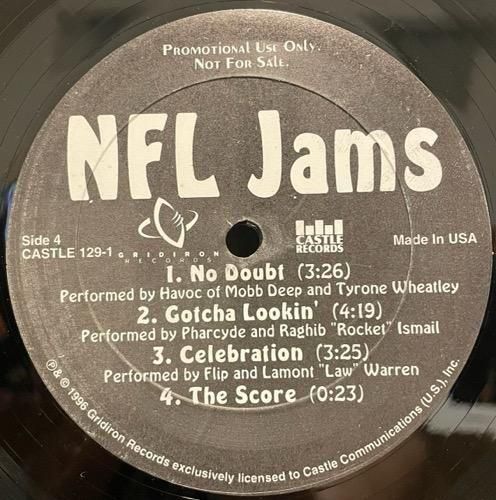 Promotional Use Only.
Not For Sale.
NFL Jams
Side 4
CASTLE 129-1
GRIDIRON
RECORDS
CASTLE
RECORDS
Made In USA
1. No Doubt (3:26)
Performed by Havoc of Mobb Deep and Tyrone Wheatley
2. Gotcha Lookin' (4:19)
Performed by Pharcyde and Raghib "Rocket" Ismail
3. Celebration (3:25)
Performed by Flip and Lamont "Law" Warren
4. The Score (0:23)
℗ & © 1996 Gridiron Records exclusively licensed to Castle Communications (U.S.), Inc.